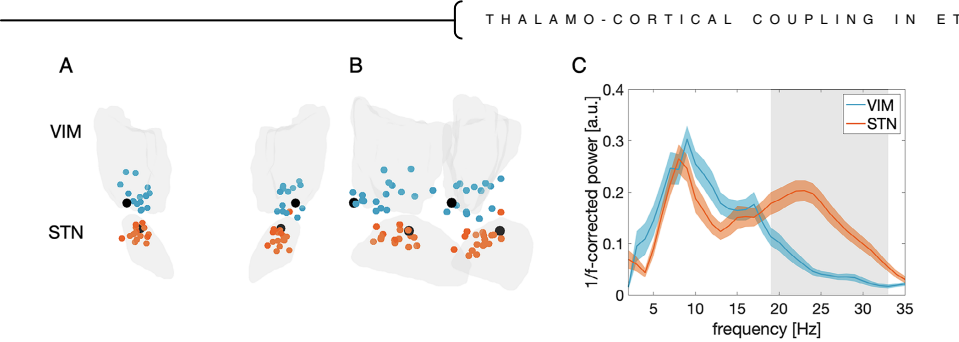 THALAMO-CORTICAL COUPLING IN ET
A
B
C
VIM
STN
0.4
0.3
0.2
0.1
0
1/f-corrected power [a.u.]
VIM
STN
5 10 15 20 25 30 35
frequency [Hz]